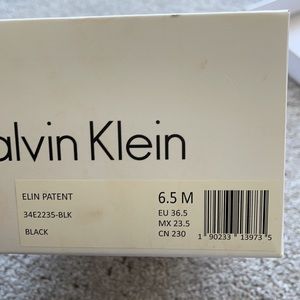 alvin Klein
ELIN PATENT
6.5 M
34E2235-BLK
EU 36.5
MX 23.5
BLACK
CN 230
1 90233 13973 5